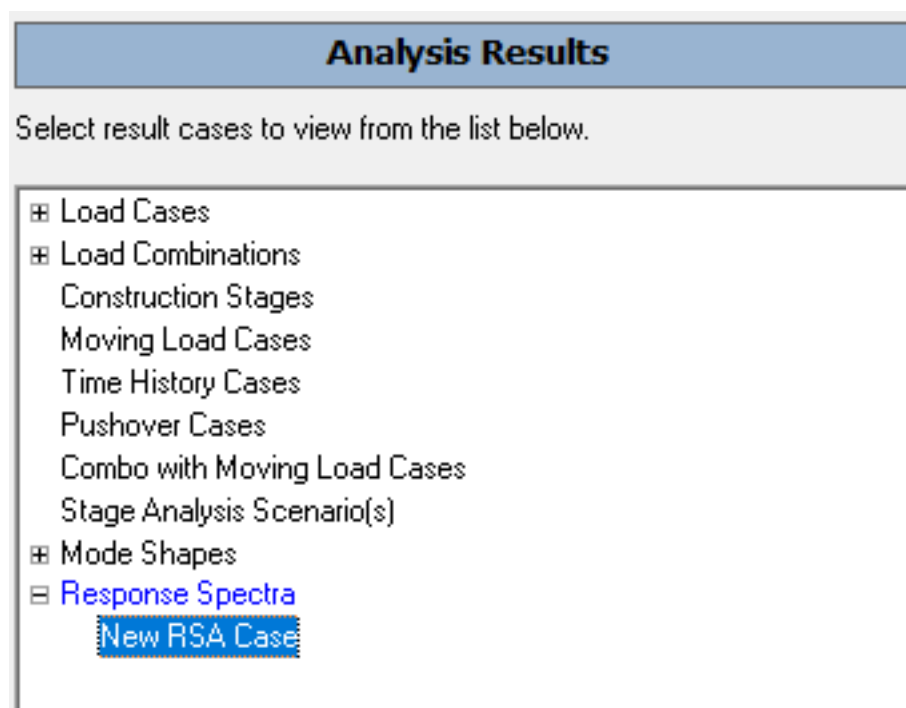 Analysis Results
Select result cases to view from the list below.
Load Cases
Load Combinations
Construction Stages
Moving Load Cases
Time History Cases
Pushover Cases
Combo with Moving Load Cases
Stage Analysis Scenario(s)
Mode Shapes
Response Spectra
New RSA Case